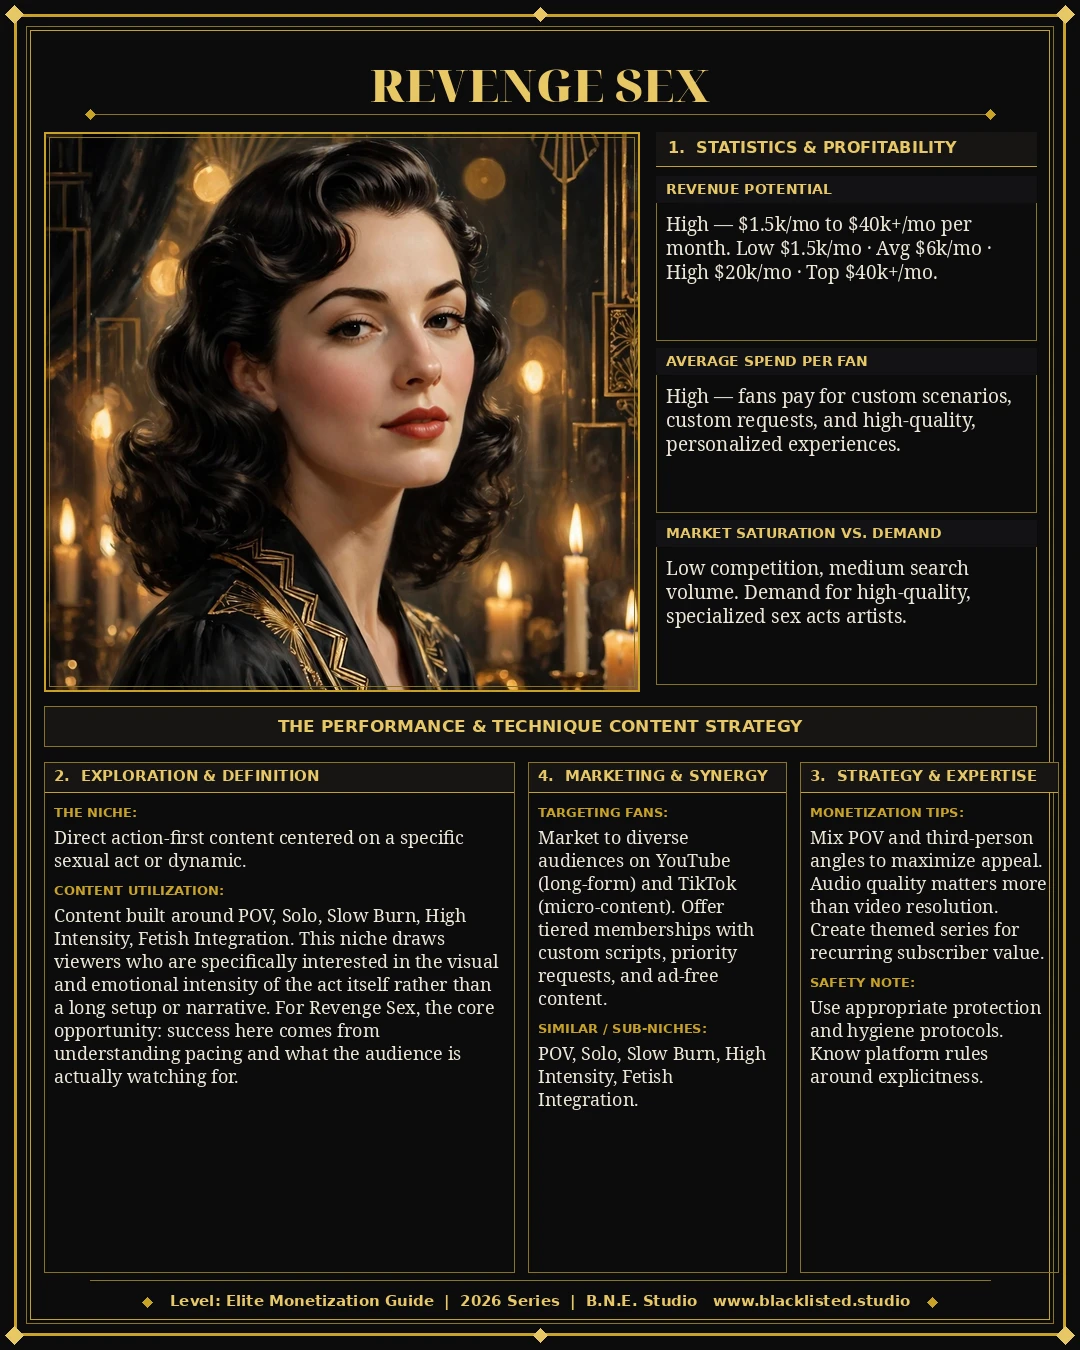 REVENGE SEX
1. STATISTICS & PROFITABILITY
REVENUE POTENTIAL
High — $1.5k/mo to $40k+/mo per
month. Low $1.5k/mo · Avg $6k/mo ·
High $20k/mo · Top $40k+/mo.
AVERAGE SPEND PER FAN
High — fans pay for custom scenarios,
custom requests, and high-quality,
personalized experiences.
MARKET SATURATION VS. DEMAND
Low competition, medium search
volume. Demand for high-quality,
specialized sex acts artists.
THE PERFORMANCE & TECHNIQUE CONTENT STRATEGY
2. EXPLORATION & DEFINITION
THE NICHE:
Direct action-first content centered on a specific
sexual act or dynamic.
CONTENT UTILIZATION:
Content built around POV, Solo, Slow Burn, High
Intensity, Fetish Integration. This niche draws
viewers who are specifically interested in the visual
and emotional intensity of the act itself rather than
a long setup or narrative. For Revenge Sex, the core
opportunity: success here comes from
understanding pacing and what the audience is
actually watching for.
4. MARKETING & SYNERGY
TARGETING FANS:
Market to diverse
audiences on YouTube
(long-form) and TikTok
(micro-content). Offer
tiered memberships with
custom scripts, priority
requests, and ad-free
content.
SIMILAR / SUB-NICHES:
POV, Solo, Slow Burn, High
Intensity, Fetish
Integration.
3. STRATEGY & EXPERTISE
MONETIZATION TIPS:
Mix POV and third-person
angles to maximize appeal.
Audio quality matters more
than video resolution.
Create themed series for
recurring subscriber value.
SAFETY NOTE:
Use appropriate protection
and hygiene protocols.
Know platform rules
around explicitness.
Level: Elite Monetization Guide | 2026 Series | B.N.E. Studio www.blacklisted.studio